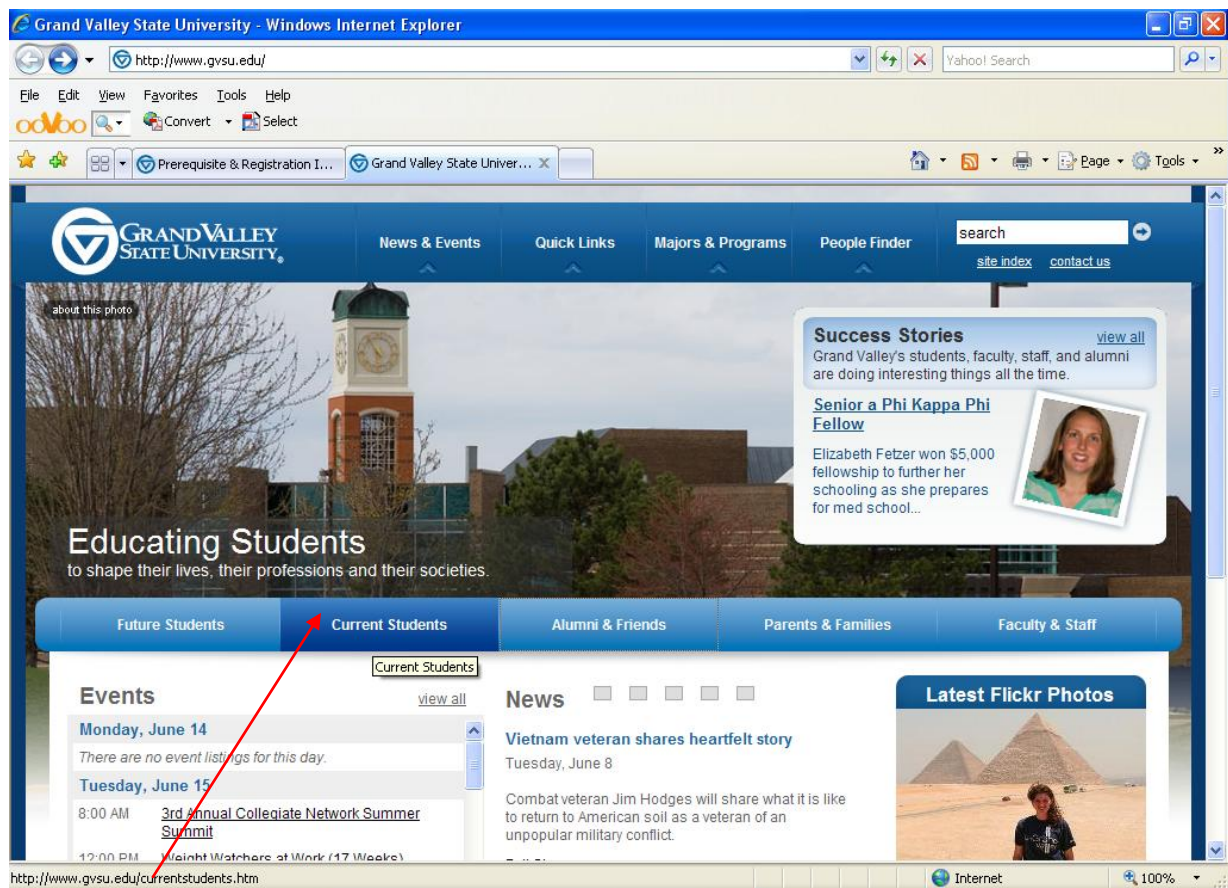 Grand Valley State University - Windows Internet Explorer
http://www.gvsu.edu/
Yahoo! Search
File Edit View Favorites Tools Help
ooVoo Convert Select
Prerequisite & Registration I... Grand Valley State Univer... Page Tools
GRAND VALLEY
STATE UNIVERSITY®
News & Events Quick Links Majors & Programs People Finder
search
site index contact us
about this photo
Success Stories view all
Grand Valley's students, faculty, staff, and alumni
are doing interesting things all the time.
Senior a Phi Kappa Phi
Fellow
Elizabeth Fetzer won $5,000
fellowship to further her
schooling as she prepares
for med school...
Educating Students
to shape their lives, their professions and their societies.
Future Students Current Students Alumni & Friends Parents & Families Faculty & Staff
Current Students
Events view all
Monday, June 14
There are no event listings for this day.
Tuesday, June 15
8:00 AM 3rd Annual Collegiate Network Summer
Summit
12:00 PM Weight Watchers at Work (17 Weeks)
News
Vietnam veteran shares heartfelt story
Tuesday, June 8
Combat veteran Jim Hodges will share what it is like
to return to American soil as a veteran of an
unpopular military conflict.
Latest Flickr Photos
http://www.gvsu.edu/currentstudents.htm
Internet 100%